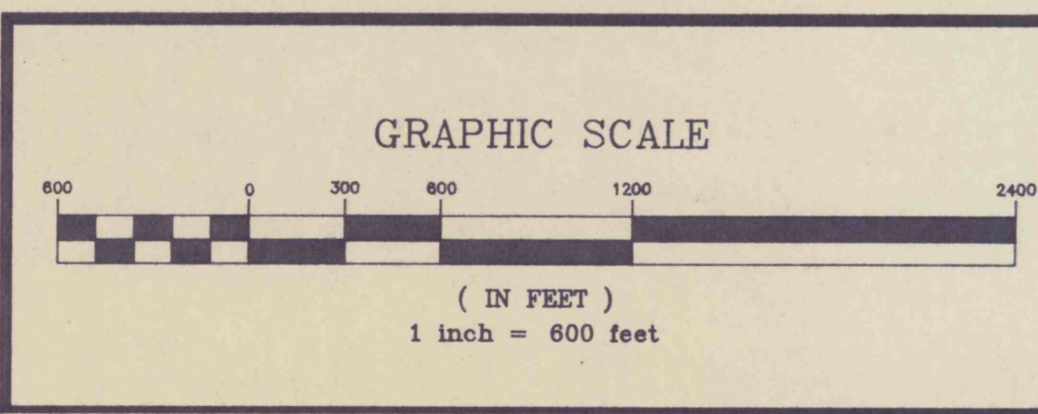 GRAPHIC SCALE
600 0 300 600 1200 2400
( IN FEET )
1 inch = 600 feet